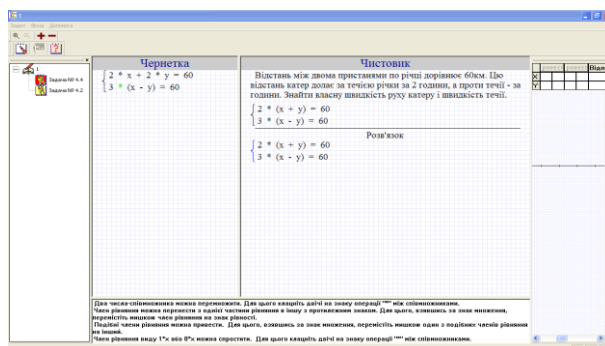 1
Задача № 4.4
Задача № 4.2
Чернетка
2 * x + 2 * y = 60
3 * (x - y) = 60
Чистовик
Відстань між двома пристанями по річці дорівнює 60км. Цю
відстань катер долає за течією річки за 2 години, а проти течії - за
години. Знайти власну швидкість руху катеру і швидкість течії.
2 * (x + y) = 60
3 * (x - y) = 60
Розв'язок
2 * (x + y) = 60
3 * (x - y) = 60
X
Y
Два числа-співмножника можна перемножити. Для цього клацніть двічі на знаку операції "*" між співмножниками.
Член рівняння можна перенести з однієї частини рівняння в іншу з протилежним знаком. Для цього, взявшись за знак множення,
перемістіть мишкою член рівняння на знак рівності.
Подібні члени рівняння можна привести. Для цього, взявшись за знак множення, перемістіть мишкою один з подібних членів рівняння
на інший.
Член рівняння виду 1*x або 0*x можна спростити. Для цього клацніть двічі на знаку операції "*" між співмножниками.